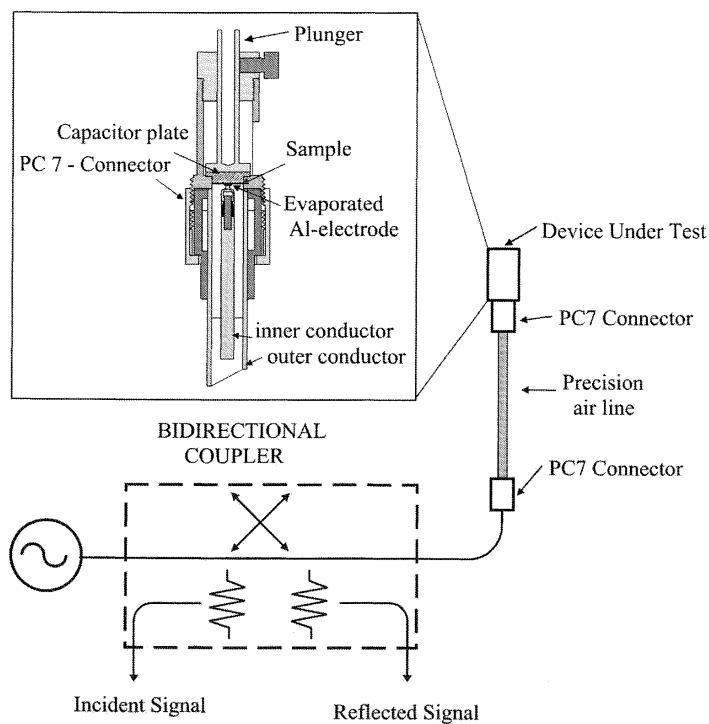 Plunger
Capacitor plate
PC 7 - Connector
Sample
Evaporated
Al-electrode
inner conductor
outer conductor
Device Under Test
PC7 Connector
Precision
air line
BIDIRECTIONAL
COUPLER
PC7 Connector
Incident Signal
Reflected Signal